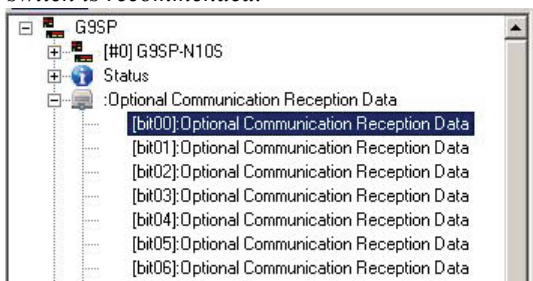 switch is recommended.
G9SP
[#0] G9SP-N10S
Status
:Optional Communication Reception Data
[bit00]:Optional Communication Reception Data
[bit01]:Optional Communication Reception Data
[bit02]:Optional Communication Reception Data
[bit03]:Optional Communication Reception Data
[bit04]:Optional Communication Reception Data
[bit05]:Optional Communication Reception Data
[bit06]:Optional Communication Reception Data